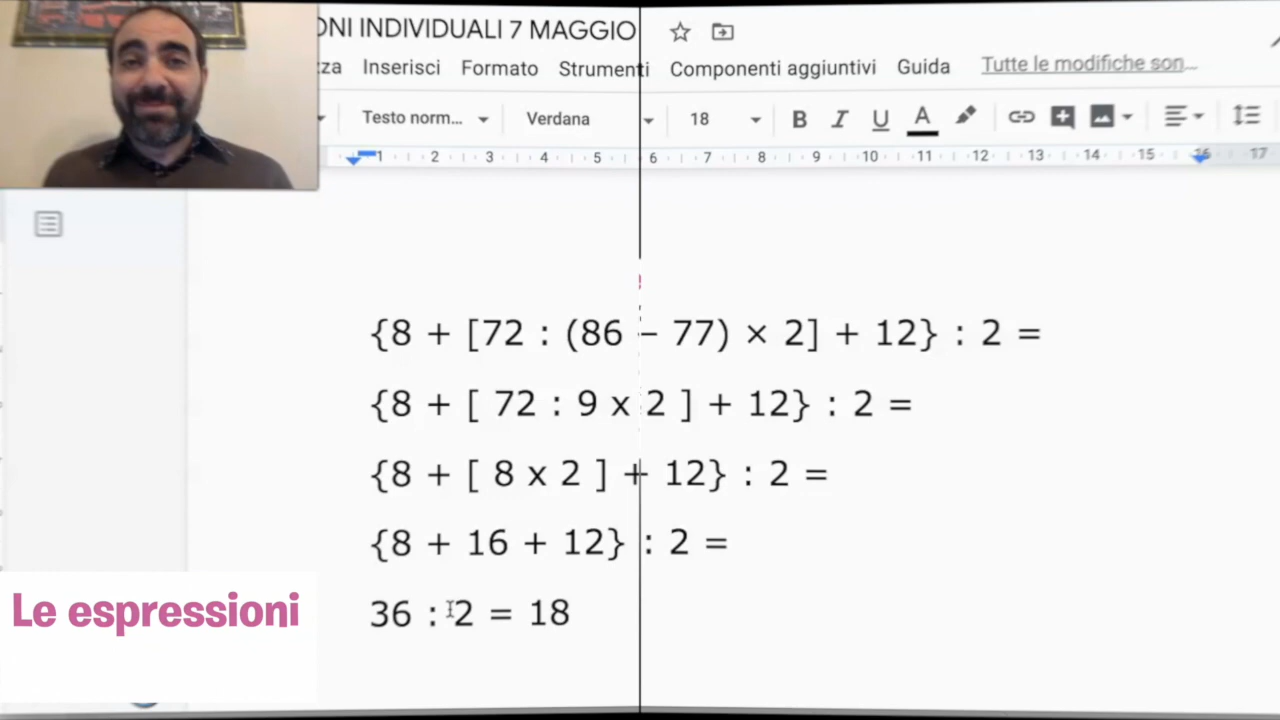 ONI INDIVIDUALI 7 MAGGIO
za Inserisci Formato Strumenti Componenti aggiuntivi Guida Tutte le modifiche son...
Testo norm... Verdana 18 B I U A
1 2 3 4 5 6 7 8 9 10 11 12 13 14 15 16 17
{8 + [72 : (86 – 77) × 2] + 12} : 2 =
{8 + [ 72 : 9 x 2 ] + 12} : 2 =
{8 + [ 8 x 2 ] + 12} : 2 =
{8 + 16 + 12} : 2 =
36 : 2 = 18
Le espressioni